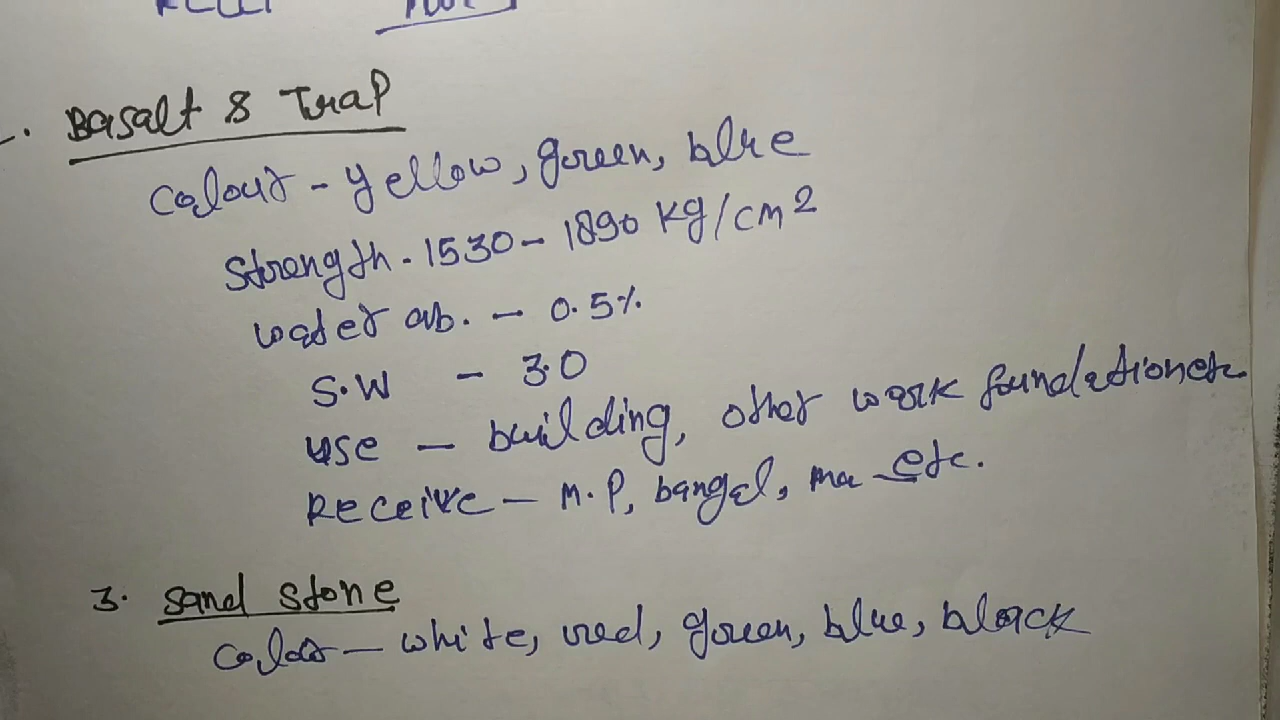 Basalt & Trap
Colour - yellow, green, blue
Strength - 1530 - 1890 kg/cm2
water ab. - 0.5%
S.W - 3.0
use - building, other work foundation etc.
Receive - M.P, bangal, ma etc.
3. Sand stone
Color - white, red, green, blue, black